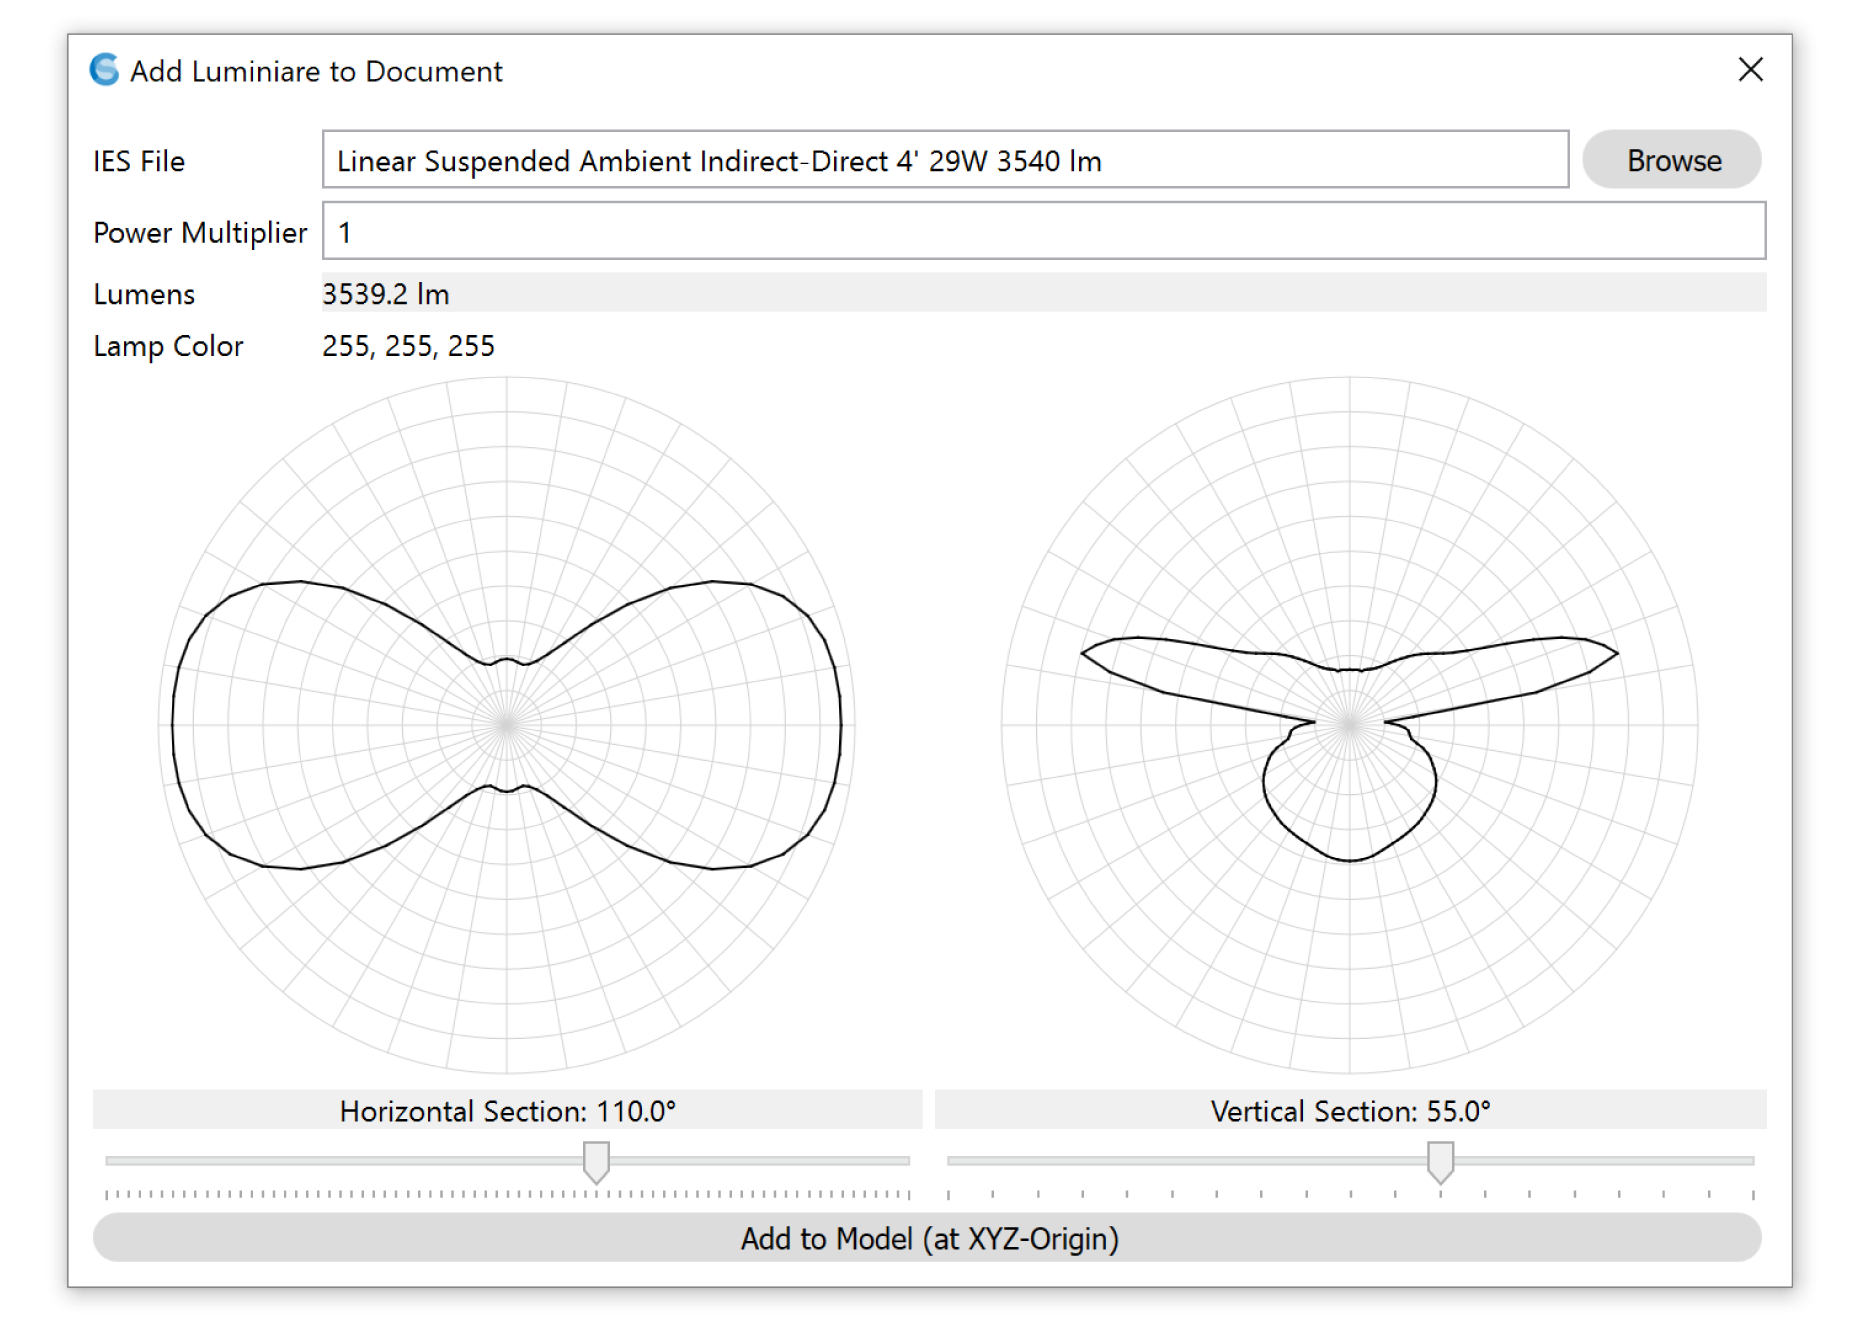 Add Luminiare to Document
IES File
Linear Suspended Ambient Indirect-Direct 4' 29W 3540 lm
Browse
Power Multiplier
1
Lumens
3539.2 lm
Lamp Color
255, 255, 255
Horizontal Section: 110.0°
Vertical Section: 55.0°
Add to Model (at XYZ-Origin)